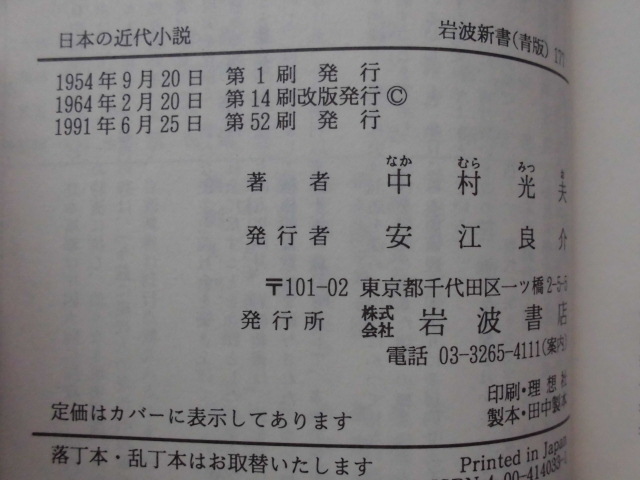 日本の近代小説
岩波新書(青版)
1954年9月20日 第1刷 発行
1964年2月20日 第14刷改版発行©
1991年6月25日 第52刷 発行
なか むら みつ お
著者 中村光夫
発行者 安江良介
〒101-02 東京都千代田区一ツ橋2-5-5
発行所 株式会社 岩波書店
電話 03-3265-4111(案内)
印刷・理想社
製本・田中製本
定価はカバーに表示してあります
落丁本・乱丁本はお取替いたします
Printed in Japan